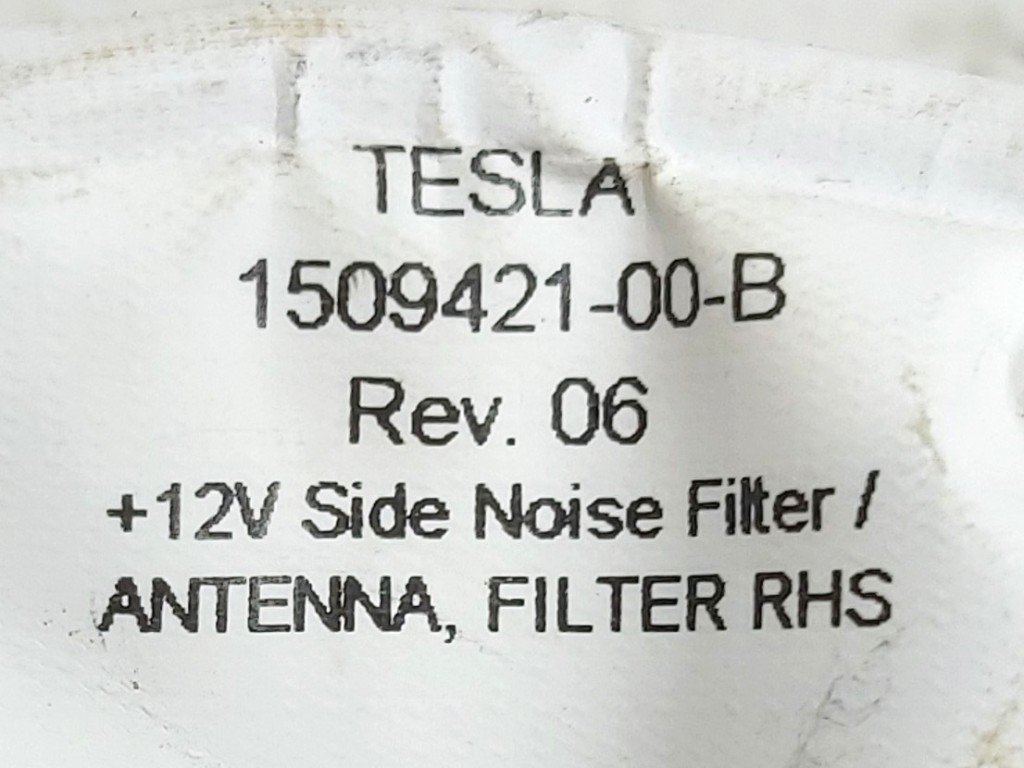 TESLA
1509421-00-B
Rev. 06
+12V Side Noise Filter /
ANTENNA, FILTER RHS